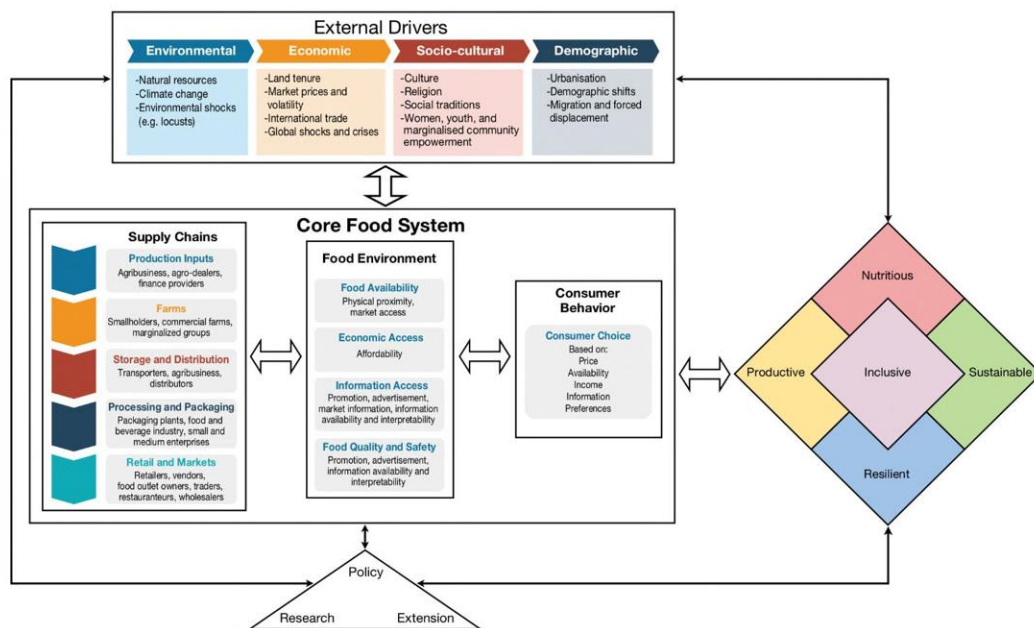 External Drivers
Environmental
-Natural resources
-Climate change
-Environmental shocks
(e.g. locusts)
Economic
-Land tenure
-Market prices and
volatility
-International trade
-Global shocks and crises
Socio-cultural
-Culture
-Religion
-Social traditions
-Women, youth, and
marginalised community
empowerment
Demographic
-Urbanisation
-Demographic shifts
-Migration and forced
displacement
Core Food System
Supply Chains
Production Inputs
Agribusiness, agro-dealers,
finance providers
Farms
Smallholders, commercial farms,
marginalized groups
Storage and Distribution
Transporters, agribusiness,
distributors
Processing and Packaging
Packaging plants, food and
beverage industry, small and
medium enterprises
Retail and Markets
Retailers, vendors,
food outlet owners, traders,
restauranteurs, wholesalers
Food Environment
Food Availability
Physical proximity,
market access
Economic Access
Affordability
Information Access
Promotion, advertisement,
market information, information
availability and interpretability
Food Quality and Safety
Promotion, advertisement,
information availability and
interpretability
Consumer
Behavior
Consumer Choice
Based on:
Price
Availability
Income
Information
Preferences
Nutritious
Productive
Inclusive
Sustainable
Resilient
Policy
Research
Extension